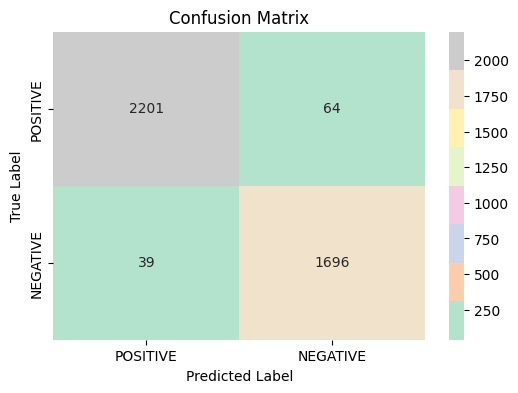 Confusion Matrix
True Label
POSITIVE
NEGATIVE
2201
64
39
1696
POSITIVE
NEGATIVE
Predicted Label
2000
1750
1500
1250
1000
750
500
250